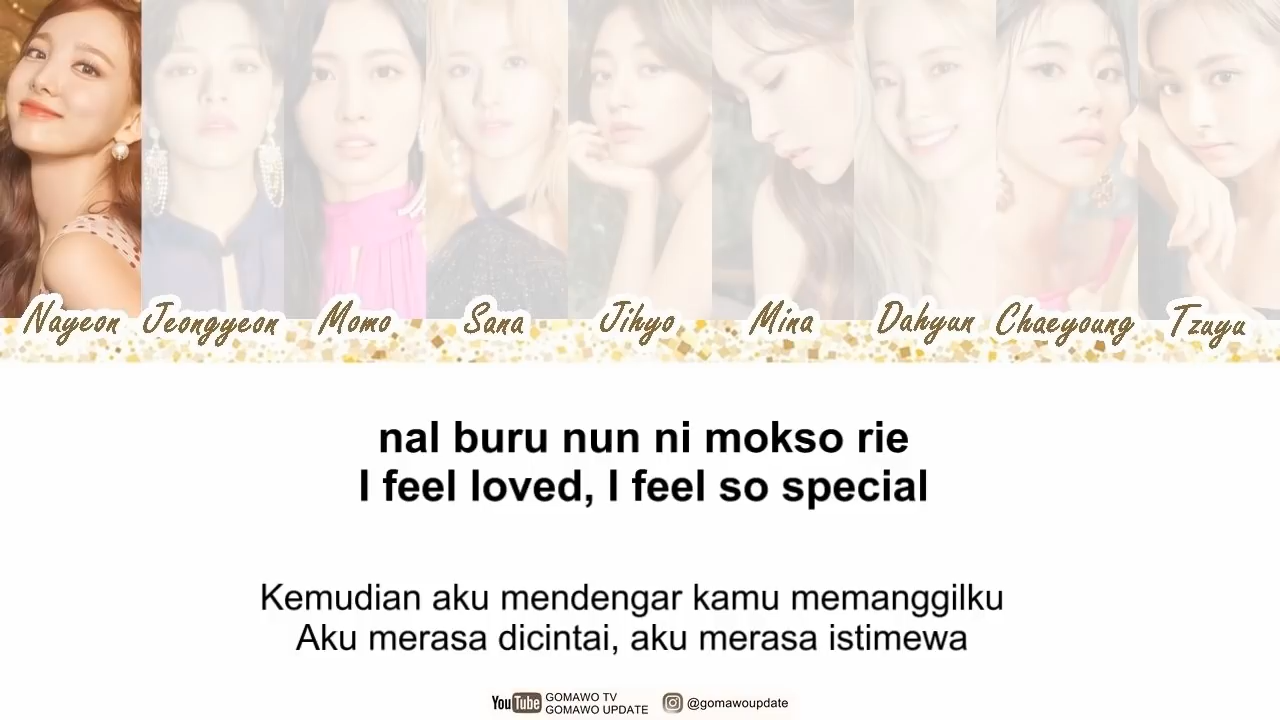 Nayeon Jeongyeon Momo Sana Jihyo Mina Dahyun Chaeyoung Tzuyu
nal buru nun ni mokso rie
I feel loved, I feel so special
Kemudian aku mendengar kamu memanggilku
Aku merasa dicintai, aku merasa istimewa
YouTube GOMAWO TV
GOMAWO UPDATE @gomawoupdate